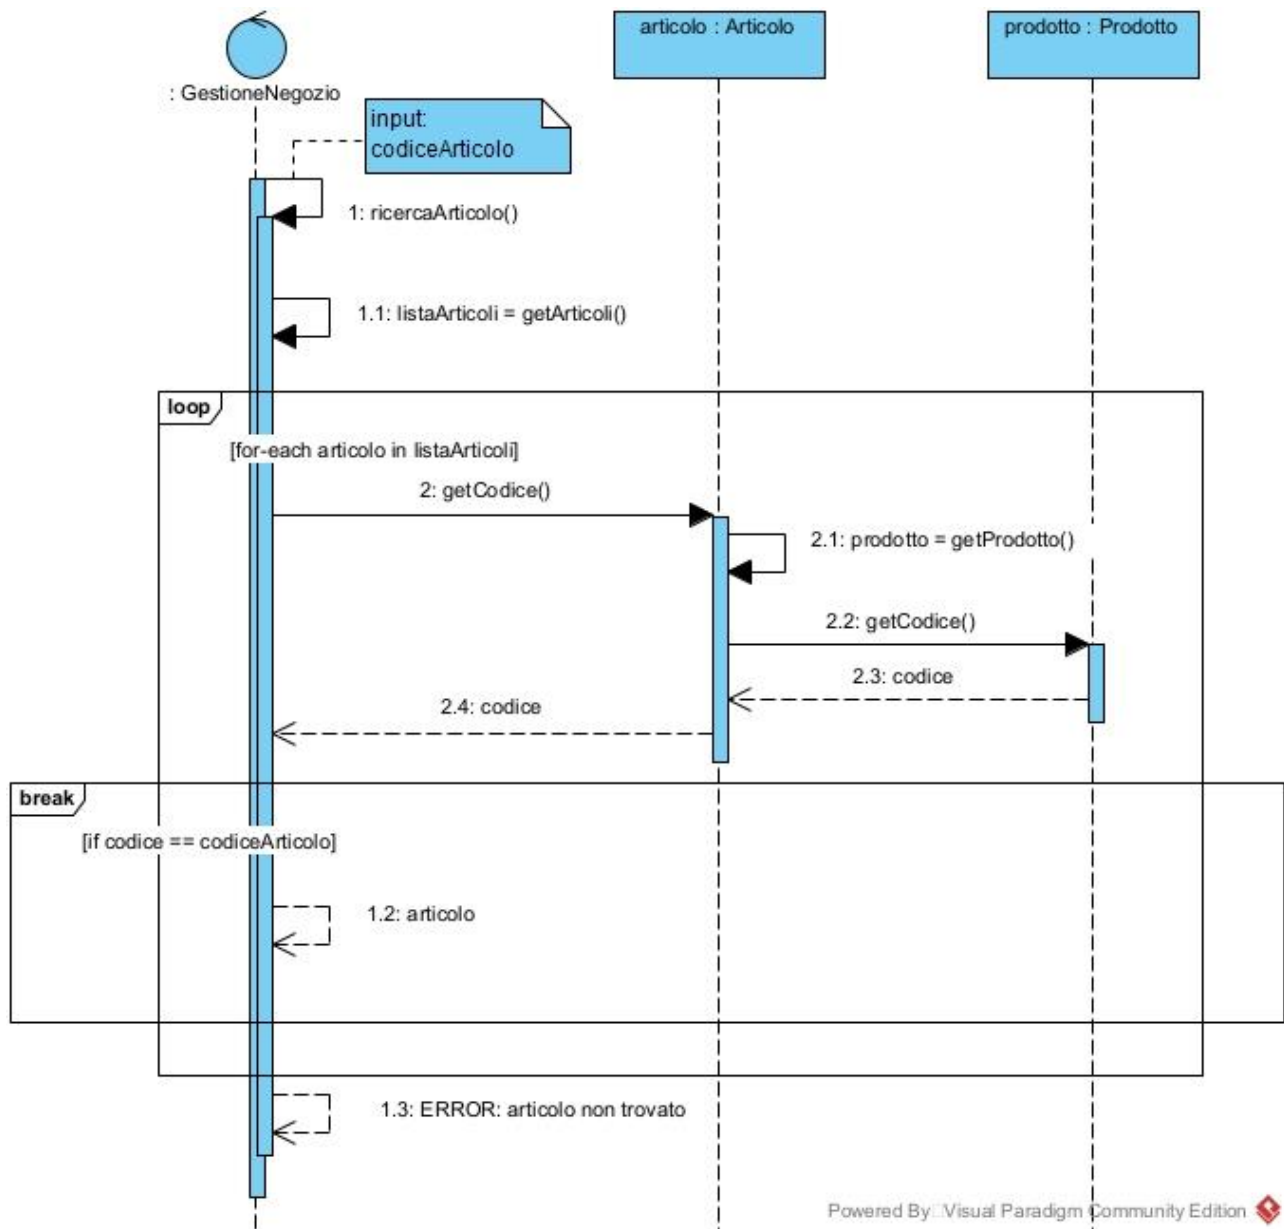 articolo : Articolo
prodotto : Prodotto
: GestioneNegozio
input:
codiceArticolo
1: ricercaArticolo()
1.1: listaArticoli = getArticoli()
loop
[for-each articolo in listaArticoli]
2: getCodice()
2.1: prodotto = getProdotto()
2.2: getCodice()
2.3: codice
2.4: codice
break
[if codice == codiceArticolo]
1.2: articolo
1.3: ERROR: articolo non trovato
Powered By Visual Paradigm Community Edition